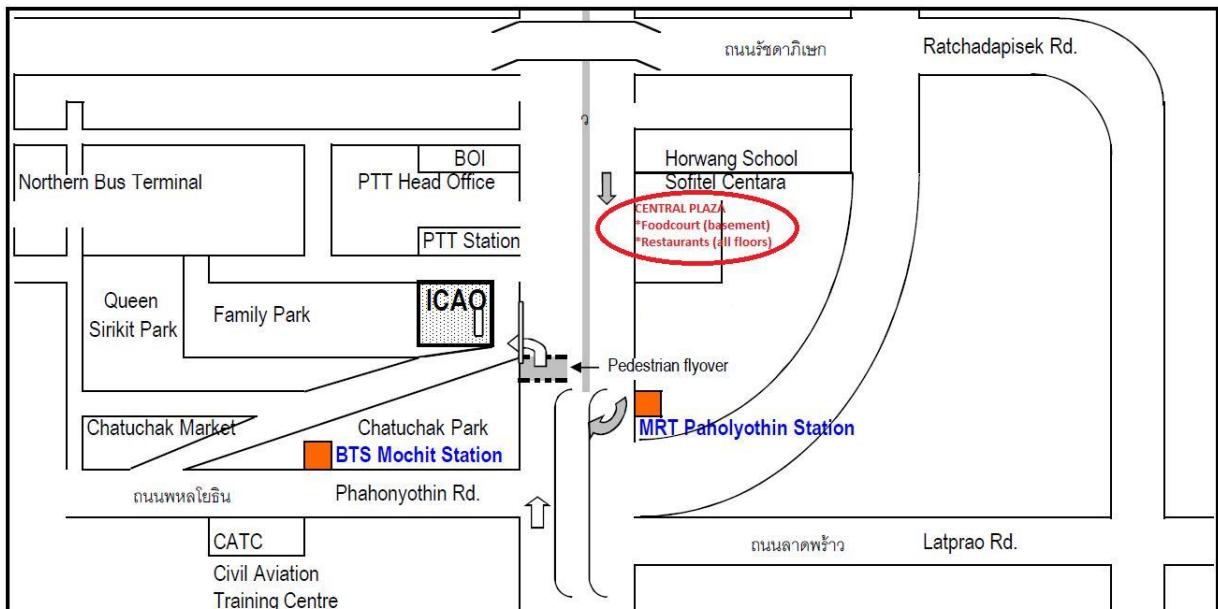 ถนนรัชดาภิเษก
Ratchadapisek Rd.
ว
BOI
Horwang School
Northern Bus Terminal
PTT Head Office
Sofitel Centara
CENTRAL PLAZA
*Foodcourt (basement)
*Restaurants (all floors)
PTT Station
Queen
Sirikit Park
Family Park
ICAO
Pedestrian flyover
Chatuchak Market
Chatuchak Park
MRT Paholyothin Station
BTS Mochit Station
ถนนพหลโยธิน
Phahonyothin Rd.
CATC
ถนนลาดพร้าว
Latprao Rd.
Civil Aviation
Training Centre